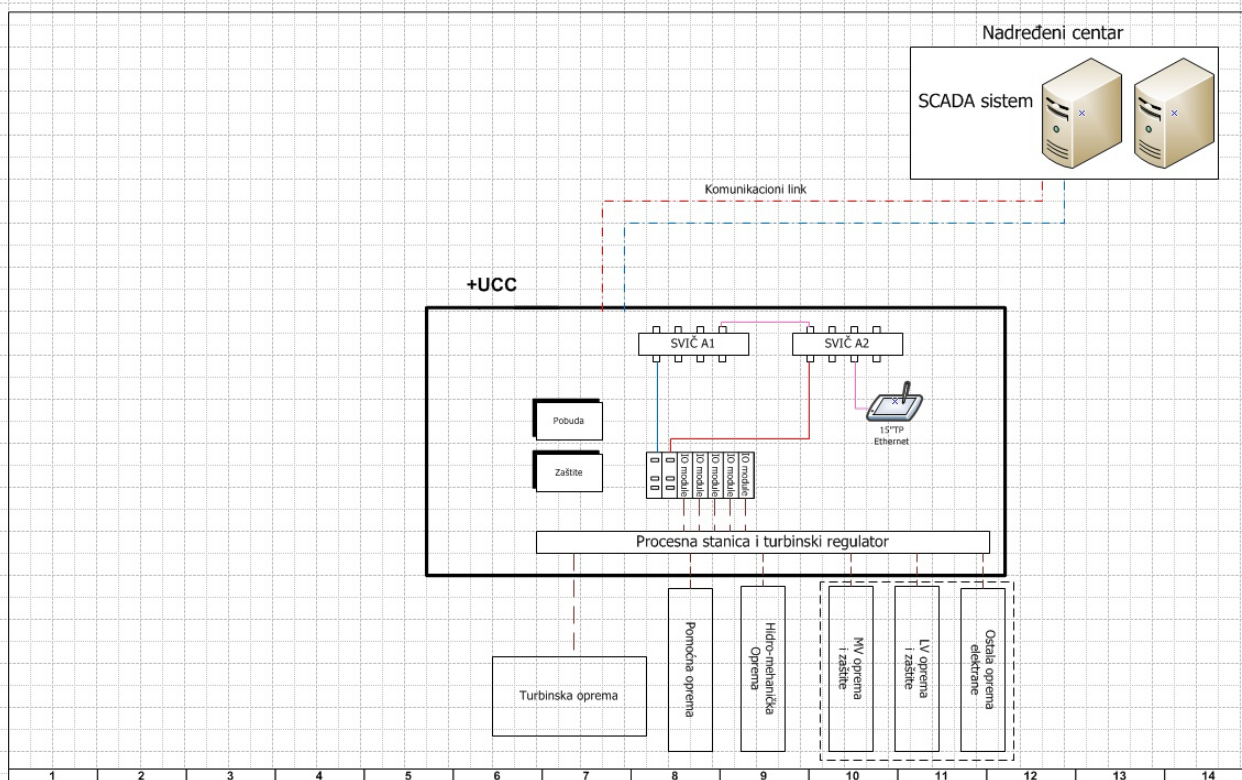 Nadređeni centar
SCADA sistem
Komunikacioni link
+UCC
SVIČ A1
SVIČ A2
Pobuda
15"TP
Ethernet
Zaštite
IO module
IO module
IO module
IO module
IO module
Procesna stanica i turbinski regulator
Turbinska oprema
Pomoćna oprema
Hidro-mehanička
Oprema
MV oprema
i zaštite
LV oprema
i zaštite
Ostala oprema
elektrane
1 2 3 4 5 6 7 8 9 10 11 12 13 14